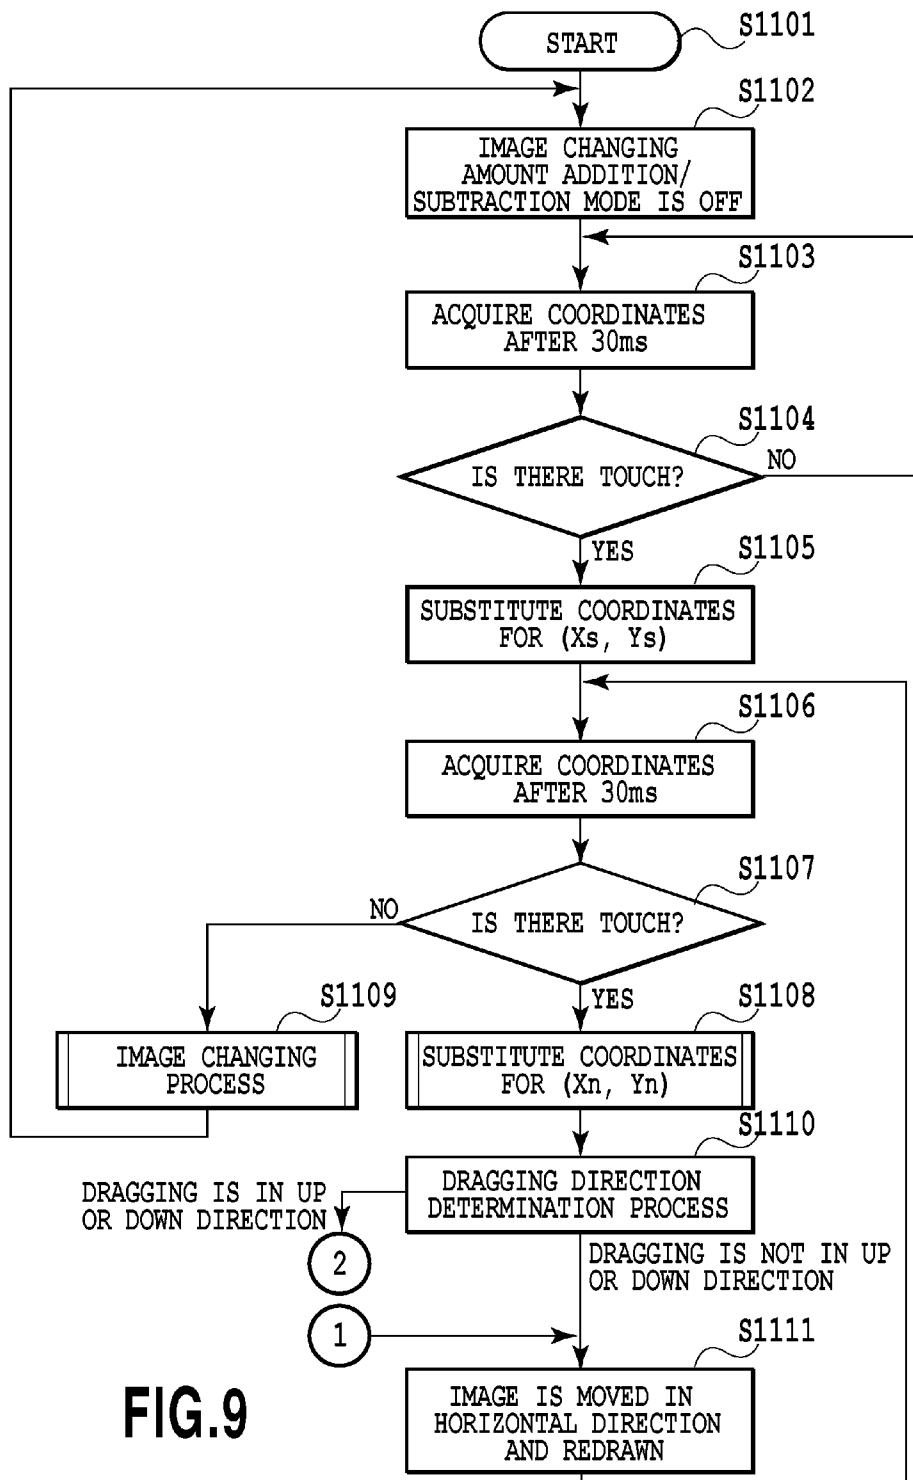 S1101
START
S1102
IMAGE CHANGING
AMOUNT ADDITION/
SUBTRACTION MODE IS OFF
S1103
ACQUIRE COORDINATES
AFTER 30ms
S1104
IS THERE TOUCH?
NO
YES
S1105
SUBSTITUTE COORDINATES
FOR (Xs, Ys)
S1106
ACQUIRE COORDINATES
AFTER 30ms
S1107
IS THERE TOUCH?
NO
YES
S1109
IMAGE CHANGING
PROCESS
S1108
SUBSTITUTE COORDINATES
FOR (Xn, Yn)
S1110
DRAGGING DIRECTION
DETERMINATION PROCESS
DRAGGING IS IN UP
OR DOWN DIRECTION
2
DRAGGING IS NOT IN UP
OR DOWN DIRECTION
1
S1111
IMAGE IS MOVED IN
HORIZONTAL DIRECTION
AND REDRAWN
FIG.9